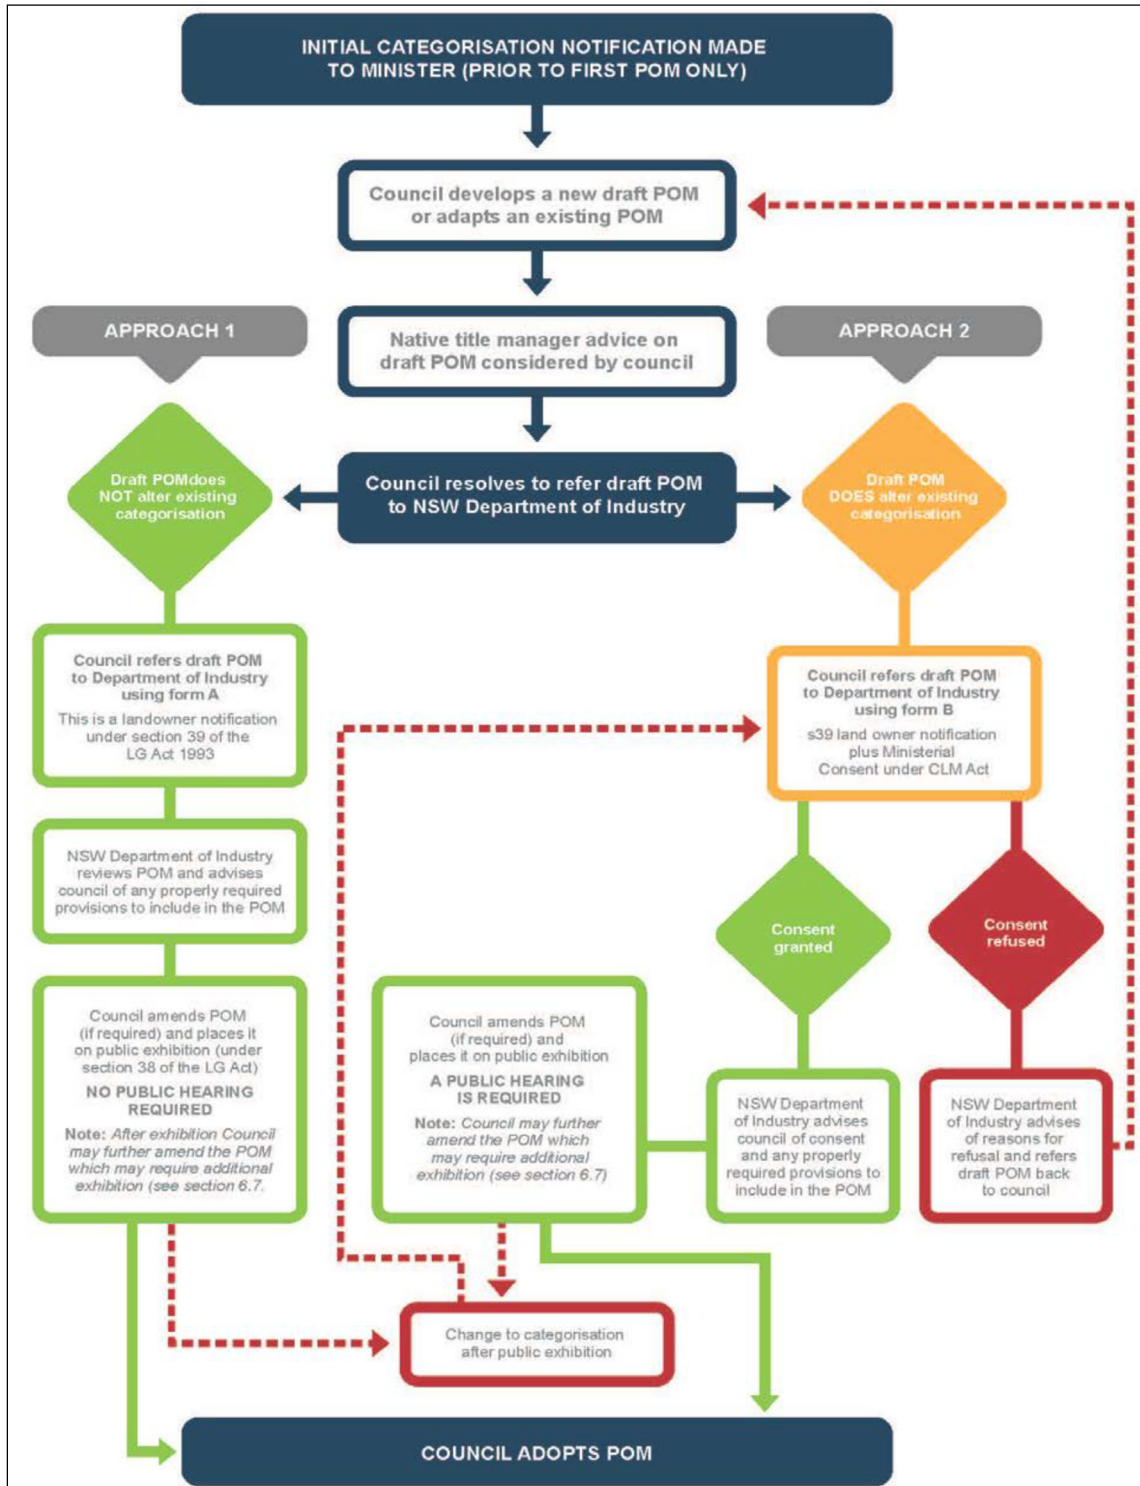 INITIAL CATEGORISATION NOTIFICATION MADE
TO MINISTER (PRIOR TO FIRST POM ONLY)
Council develops a new draft POM
or adapts an existing POM
APPROACH 1
Native title manager advice on
draft POM considered by council
APPROACH 2
Draft POMdoes
NOT alter existing
categorisation
Council resolves to refer draft POM
to NSW Department of Industry
Draft POM
DOES alter existing
categorisation
Council refers draft POM
to Department of Industry
using form A
This is a landowner notification
under section 39 of the
LG Act 1993
Council refers draft POM
to Department of Industry
using form B
s39 land owner notification
plus Ministerial
Consent under CLM Act
NSW Department of Industry
reviews POM and advises
council of any properly required
provisions to include in the POM
Consent
granted
Consent
refused
Council amends POM
(if required) and places it
on public exhibition (under
section 38 of the LG Act)
NO PUBLIC HEARING
REQUIRED
Note: After exhibition Council
may further amend the POM
which may require additional
exhibition (see section 6.7.
Council amends POM
(if required) and
places it on public exhibition
A PUBLIC HEARING
IS REQUIRED
Note: Council may further
amend the POM which
may require additional
exhibition (see section 6.7)
NSW Department
of Industry advises
council of consent
and any properly
required provisions to
include in the POM
NSW Department
of Industry advises
of reasons for
refusal and refers
draft POM back
to council
Change to categorisation
after public exhibition
COUNCIL ADOPTS POM